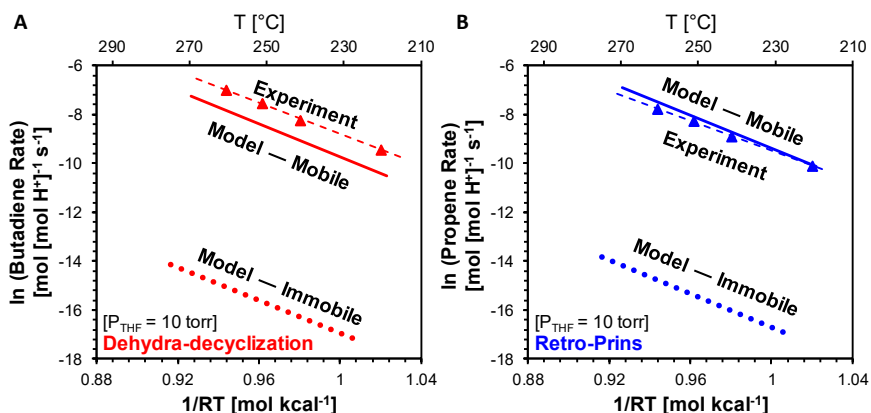 A
T [°C]
290 270 250 230 210
-6
-8
-10
-12
-14
-16
-18
ln (Butadiene Rate)
[mol [mol H⁺]⁻¹ s⁻¹]
Experiment
Model — Mobile
Model — Immobile
[P_THF = 10 torr]
Dehydra-decyclization
0.88 0.92 0.96 1 1.04
1/RT [mol kcal⁻¹]
B
T [°C]
290 270 250 230 210
-6
-8
-10
-12
-14
-16
-18
ln (Propene Rate)
[mol [mol H⁺]⁻¹ s⁻¹]
Model — Mobile
Experiment
Model — Immobile
[P_THF = 10 torr]
Retro-Prins
0.88 0.92 0.96 1 1.04
1/RT [mol kcal⁻¹]